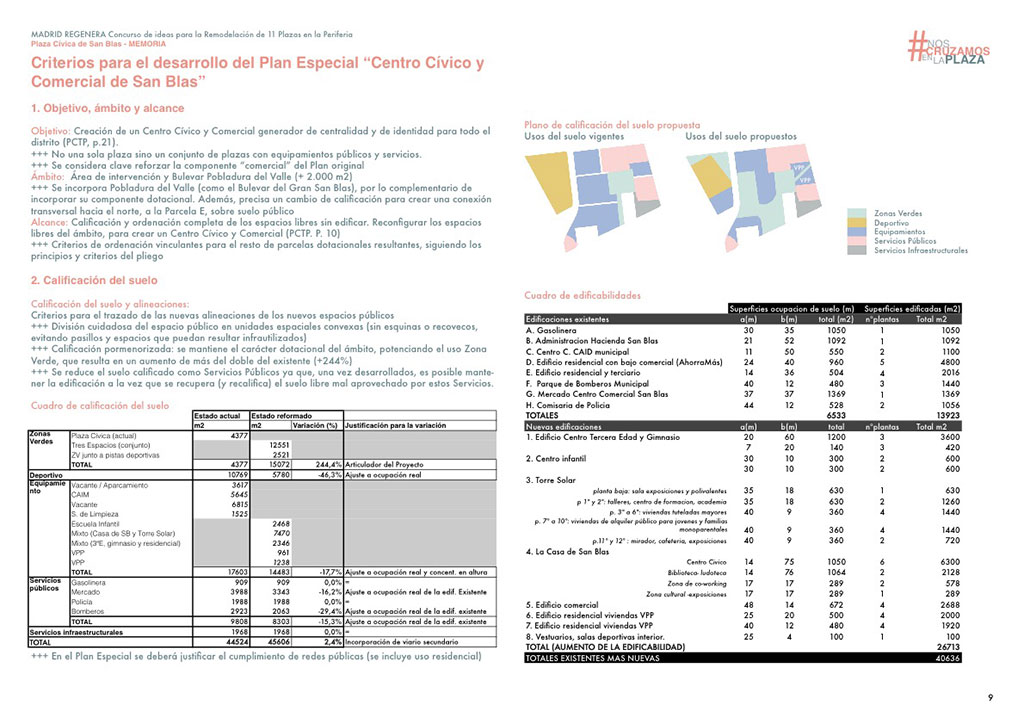 MADRID REGENERA Concurso de ideas para la Remodelación de 11 Plazas en la Periferia
Plaza Cívica de San Blas - MEMORIA
#NOS
CRUZAMOS
EN LA PLAZA
Criterios para el desarrollo del Plan Especial “Centro Cívico y
Comercial de San Blas”
1. Objetivo, ámbito y alcance
Objetivo: Creación de un Centro Cívico y Comercial generador de centralidad y de identidad para todo el
distrito (PCTP, p.21).
+++ No una sola plaza sino un conjunto de plazas con equipamientos públicos y servicios.
+++ Se considera clave reforzar la componente “comercial” del Plan original
Ámbito: Área de intervención y Bulevar Pobladura del Valle (+ 2.000 m2)
+++ Se incorpora Pobladura del Valle (como el Bulevar del Gran San Blas), por lo complementario de
incorporar su componente dotacional. Además, precisa un cambio de calificación para crear una conexión
transversal hacia el norte, a la Parcela E, sobre suelo público
Alcance: Calificación y ordenación completa de los espacios libres sin edificar. Reconfigurar los espacios
libres del ámbito, para crear un Centro Cívico y Comercial (PCTP. P. 10)
+++ Criterios de ordenación vinculantes para el resto de parcelas dotacionales resultantes, siguiendo los
principios y criterios del pliego
2. Calificación del suelo
Calificación del suelo y alineaciones:
Criterios para el trazado de las nuevas alineaciones de los nuevos espacios públicos
+++ División cuidadosa del espacio público en unidades espaciales convexas (sin esquinas o recovecos,
evitando pasillos y espacios que puedan resultar infrautilizados)
+++ Calificación pormenorizada: se mantiene el carácter dotacional del ámbito, potenciando el uso Zona
Verde, que resulta en un aumento de más del doble del existente (+244%)
+++ Se reduce el suelo calificado como Servicios Públicos ya que, una vez desarrollados, es posible mante-
ner la edificación a la vez que se recupera (y recalifica) el suelo libre mal aprovechado por estos Servicios.
Cuadro de calificación del suelo
Estado actual Estado reformado
m2 m2 Variación (%) Justificación para la variación
Zonas Verdes Plaza Cívica (actual) 4377
Tres Espacios (conjunto) 12551
ZV junto a pistas deportivas 2521
TOTAL 4377 15072 244,4% Articulador del Proyecto
Deportivo 10769 5780 -46,3% Ajuste a ocupación real
Equipamie nto Vacante / Aparcamiento 3617
CAIM 5645
Vacante 6815
S. de Limpieza 1525
Escuela Infantil 2468
Mixto (Casa de SB y Torre Solar) 7470
Mixto (3ªE, gimnasio y residencial) 2346
VPP 961
VPP 1238
TOTAL 17603 14483 -17,7% Ajuste a ocupación real y concent. en altura
Servicios públicos Gasolinera 909 909 0,0% =
Mercado 3988 3343 -16,2% Ajuste a ocupación real de la edif. Existente
Policía 1988 1988 0,0% =
Bomberos 2923 2063 -29,4% Ajuste a ocupación real de la edif. existente
TOTAL 9808 8303 -15,3% Ajuste a ocupación real de la edif. existente
Servicios infraestructurales 1968 1968 0,0% =
TOTAL 44524 45606 2,4% Incorporación de viario secundario
+++ En el Plan Especial se deberá justificar el cumplimiento de redes públicas (se incluye uso residencial)
Plano de calificación del suelo propuesta
Usos del suelo vigentes Usos del suelo propuestos
VPP
VPP
Zonas Verdes
Deportivo
Equipamientos
Servicios Públicos
Servicios Infraestructurales
Cuadro de edificabilidades
Superficies ocupacion de suelo (m) Superficies edificadas (m2)
Edificaciones existentes a(m) b(m) total (m2) nºplantas Total m2
A. Gasolinera 30 35 1050 1 1050
B. Administracion Hacienda San Blas 21 52 1092 1 1092
C. Centro C. CAID municipal 11 50 550 2 1100
D. Edificio residencial con bajo comercial (AhorraMás) 24 40 960 5 4800
E. Edificio residencial y terciario 14 36 504 4 2016
F. Parque de Bomberos Municipal 40 12 480 3 1440
G. Mercado Centro Comercial San Blas 37 37 1369 1 1369
H. Comisaria de Policia 44 12 528 2 1056
TOTALES 6533 13923
Nuevas edificaciones a(m) b(m) total nºplantas Total m2
1. Edificio Centro Tercera Edad y Gimnasio 20 60 1200 3 3600
7 20 140 3 420
2. Centro infantil 30 10 300 2 600
30 10 300 2 600
3. Torre Solar
planta baja: sala exposiciones y polivalentes 35 18 630 1 630
p 1º y 2º: talleres, centro de formacion, academia 35 18 630 2 1260
p. 3º a 6º: viviendas tuteladas mayores 40 9 360 4 1440
p. 7º a 10º: viviendas de alquiler público para jovenes y familias
monoparentales 40 9 360 4 1440
p.11º y 12º : mirador, cafeteria, exposiciones 40 9 360 2 720
4. La Casa de San Blas
Centro Civico 14 75 1050 6 6300
Biblioteca- ludoteca 14 76 1064 2 2128
Zona de co-working 17 17 289 2 578
Zona cultural -exposiciones 17 17 289 1 289
5. Edificio comercial 48 14 672 4 2688
6. Edificio residencial viviendas VPP 25 20 500 4 2000
7. Edificio residencial viviendas VPP 40 12 480 4 1920
8. Vestuarios, salas deportivas interior. 25 4 100 1 100
TOTAL (AUMENTO DE LA EDIFICABILIDAD) 26713
TOTALES EXISTENTES MAS NUEVAS 40636
9